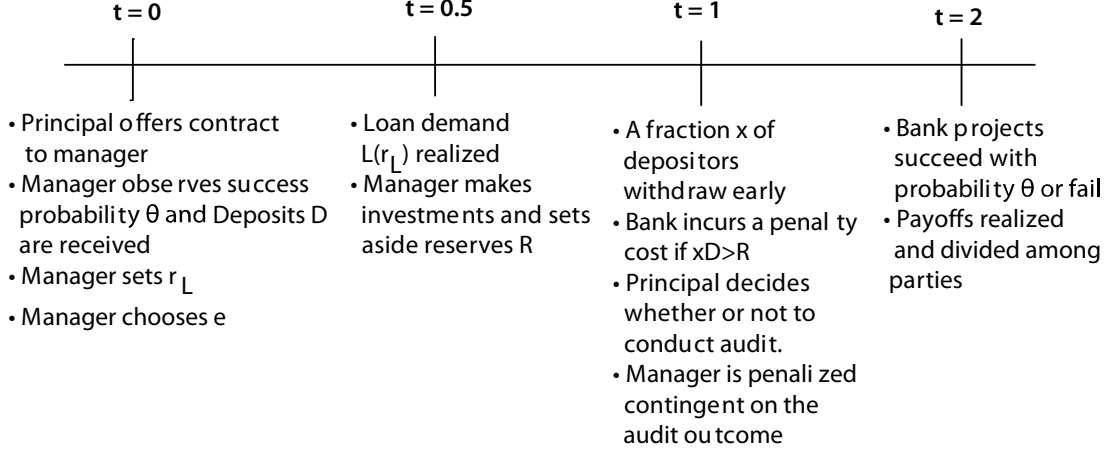 t = 0
t = 0.5
t = 1
t = 2
• Principal offers contract
to manager
• Manager observes success
probability θ and Deposits D
are received
• Manager sets r_L
• Manager chooses e
• Loan demand
L(r_L) realized
• Manager makes
investments and sets
aside reserves R
• A fraction x of
depositors
withdraw early
• Bank incurs a penalty
cost if xD>R
• Principal decides
whether or not to
conduct audit.
• Manager is penalized
contingent on the
audit outcome
• Bank projects
succeed with
probability θ or fail
• Payoffs realized
and divided among
parties